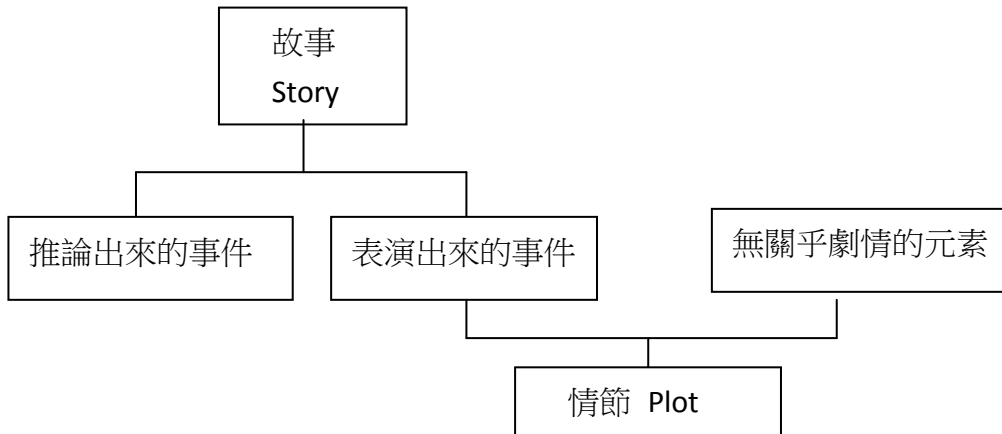 故事
Story
推論出來的事件
表演出來的事件
無關乎劇情的元素
情節 Plot